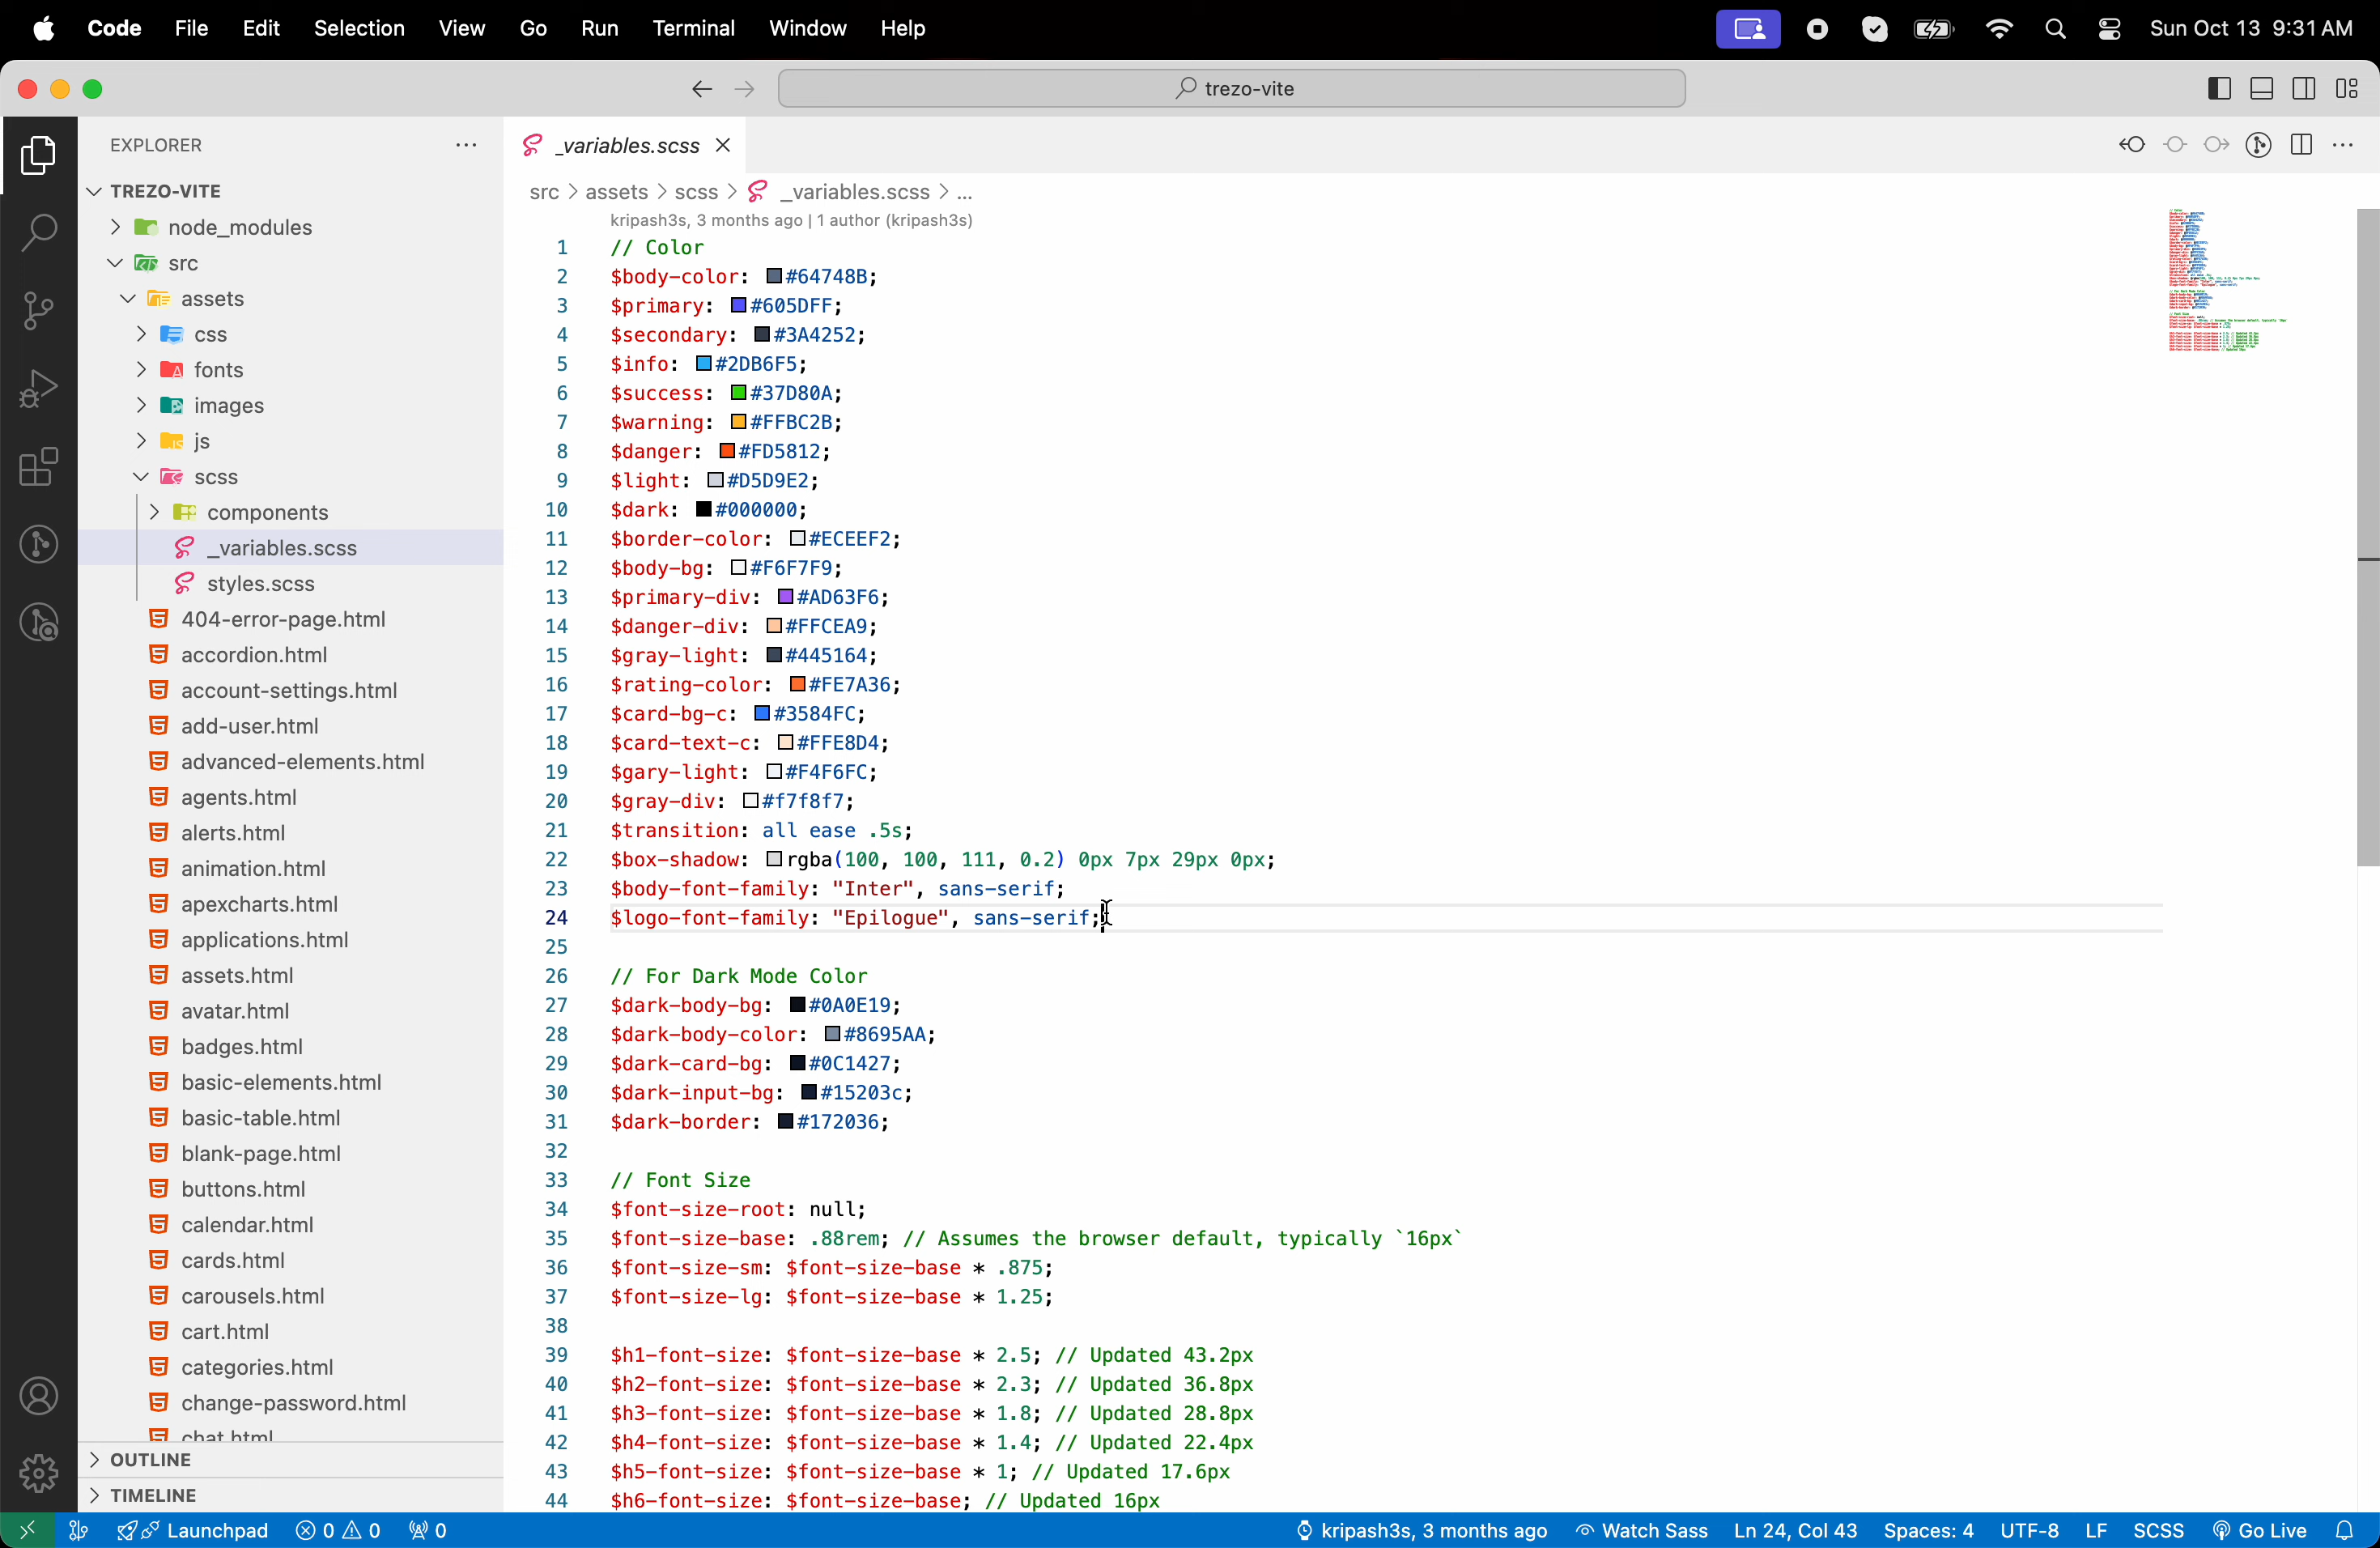 Code File Edit Selection View Go Run Terminal Window Help Sun Oct 13 9:31 AM
trezo-vite
EXPLORER
TREZO-VITE
node_modules
src
assets
css
fonts
images
js
scss
components
_variables.scss
styles.scss
404-error-page.html
accordion.html
account-settings.html
add-user.html
advanced-elements.html
agents.html
alerts.html
animation.html
apexcharts.html
applications.html
assets.html
avatar.html
badges.html
basic-elements.html
basic-table.html
blank-page.html
buttons.html
calendar.html
cards.html
carousels.html
cart.html
categories.html
change-password.html
chat.html
OUTLINE
TIMELINE
_variables.scss
src > assets > scss > _variables.scss > ...
kripash3s, 3 months ago | 1 author (kripash3s)
1 // Color
2 $body-color: #64748B;
3 $primary: #605DFF;
4 $secondary: #3A4252;
5 $info: #2DB6F5;
6 $success: #37D80A;
7 $warning: #FFBC2B;
8 $danger: #FD5812;
9 $light: #D5D9E2;
10 $dark: #000000;
11 $border-color: #ECEEF2;
12 $body-bg: #F6F7F9;
13 $primary-div: #AD63F6;
14 $danger-div: #FFCEA9;
15 $gray-light: #445164;
16 $rating-color: #FE7A36;
17 $card-bg-c: #3584FC;
18 $card-text-c: #FFE8D4;
19 $gary-light: #F4F6FC;
20 $gray-div: #f7f8f7;
21 $transition: all ease .5s;
22 $box-shadow: rgba(100, 100, 111, 0.2) 0px 7px 29px 0px;
23 $body-font-family: "Inter", sans-serif;
24 $logo-font-family: "Epilogue", sans-serif;
25
26 // For Dark Mode Color
27 $dark-body-bg: #0A0E19;
28 $dark-body-color: #8695AA;
29 $dark-card-bg: #0C1427;
30 $dark-input-bg: #15203c;
31 $dark-border: #172036;
32
33 // Font Size
34 $font-size-root: null;
35 $font-size-base: .88rem; // Assumes the browser default, typically `16px`
36 $font-size-sm: $font-size-base * .875;
37 $font-size-lg: $font-size-base * 1.25;
38
39 $h1-font-size: $font-size-base * 2.5; // Updated 43.2px
40 $h2-font-size: $font-size-base * 2.3; // Updated 36.8px
41 $h3-font-size: $font-size-base * 1.8; // Updated 28.8px
42 $h4-font-size: $font-size-base * 1.4; // Updated 22.4px
43 $h5-font-size: $font-size-base * 1; // Updated 17.6px
44 $h6-font-size: $font-size-base; // Updated 16px
Launchpad 0 0 0 kripash3s, 3 months ago Watch Sass Ln 24, Col 43 Spaces: 4 UTF-8 LF SCSS Go Live